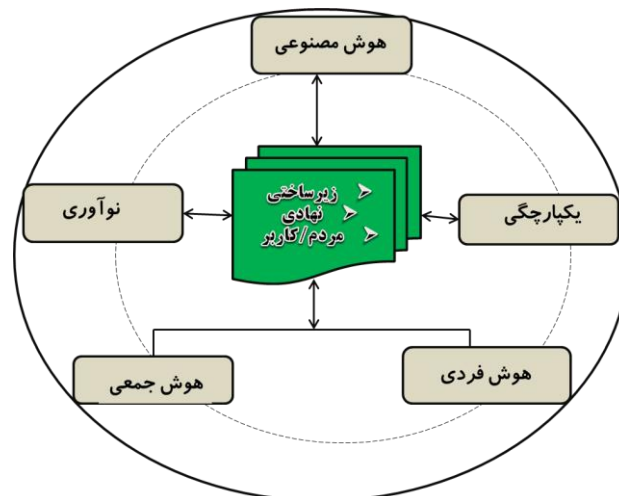 هوش مصنوعی
زیرساختی
نهادی
مردم/کاربر
یکپارچگی
نوآوری
هوش فردی
هوش جمعی